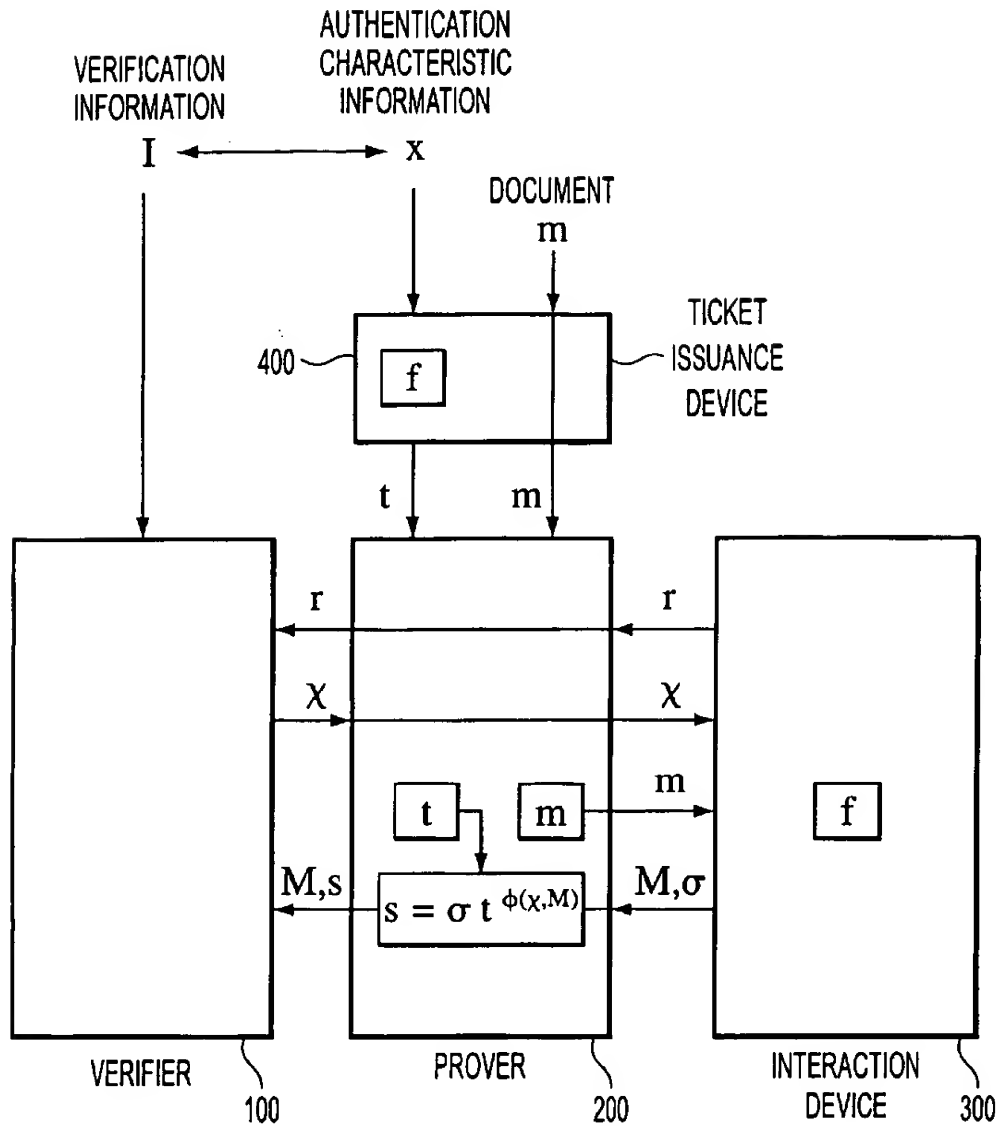 VERIFICATION
INFORMATION
AUTHENTICATION
CHARACTERISTIC
INFORMATION
I
x
DOCUMENT
m
400
f
TICKET
ISSUANCE
DEVICE
t
m
r
r
χ
χ
t
m
m
f
M,s
s = σ t^ϕ(χ,M)
M,σ
VERIFIER
100
PROVER
200
INTERACTION
DEVICE
300